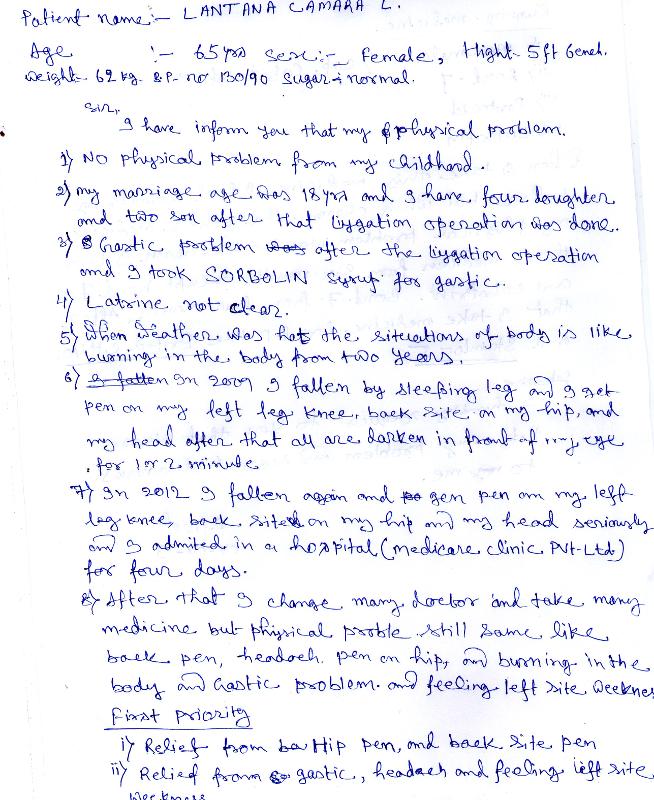 Patient name:- LANTANA CAMARA L.
Age :- 65 yrs sex:- Female, Hight- 5ft 6ench.
weight- 62 kg. B.P- no 130/90 Sugar-: normal.
Sir,
I have inform you that my physical problem.
1) No physical problem from my childhood.
2) my marriage age was 18 yrs and I have four doughter
and two son after that liygation operation was done.
3) Gastic problem was after the liygation operation
and I took SORBOLIN Syrup for gastic.
4) Latrine not clear.
5) When weather was hot the situations of body is like
burning in the body from two years.
6) I fallen In 2009 I fallen by sleeping leg and I get
pen on my left leg knee, back site on my hip, and
my head after that all are darken in front of my eye
for 1 or 2 minute
7) In 2012 I fallen again and gen pen on my left
leg knee, back site on my hip and my head seriously
and I admited in a hospital (medicare clinic Pvt. Ltd.)
for four days.
8) After that I change many doctor and take many
medicine but physical proble still same like
back pen, headach. pen on hip, and burning in the
body and Gastic problem. and feeling left site weeknes
First Priority
i) Relief from ba Hip pen, and back site pen
ii) Relief from gastic, headach and feeling left site
weekness